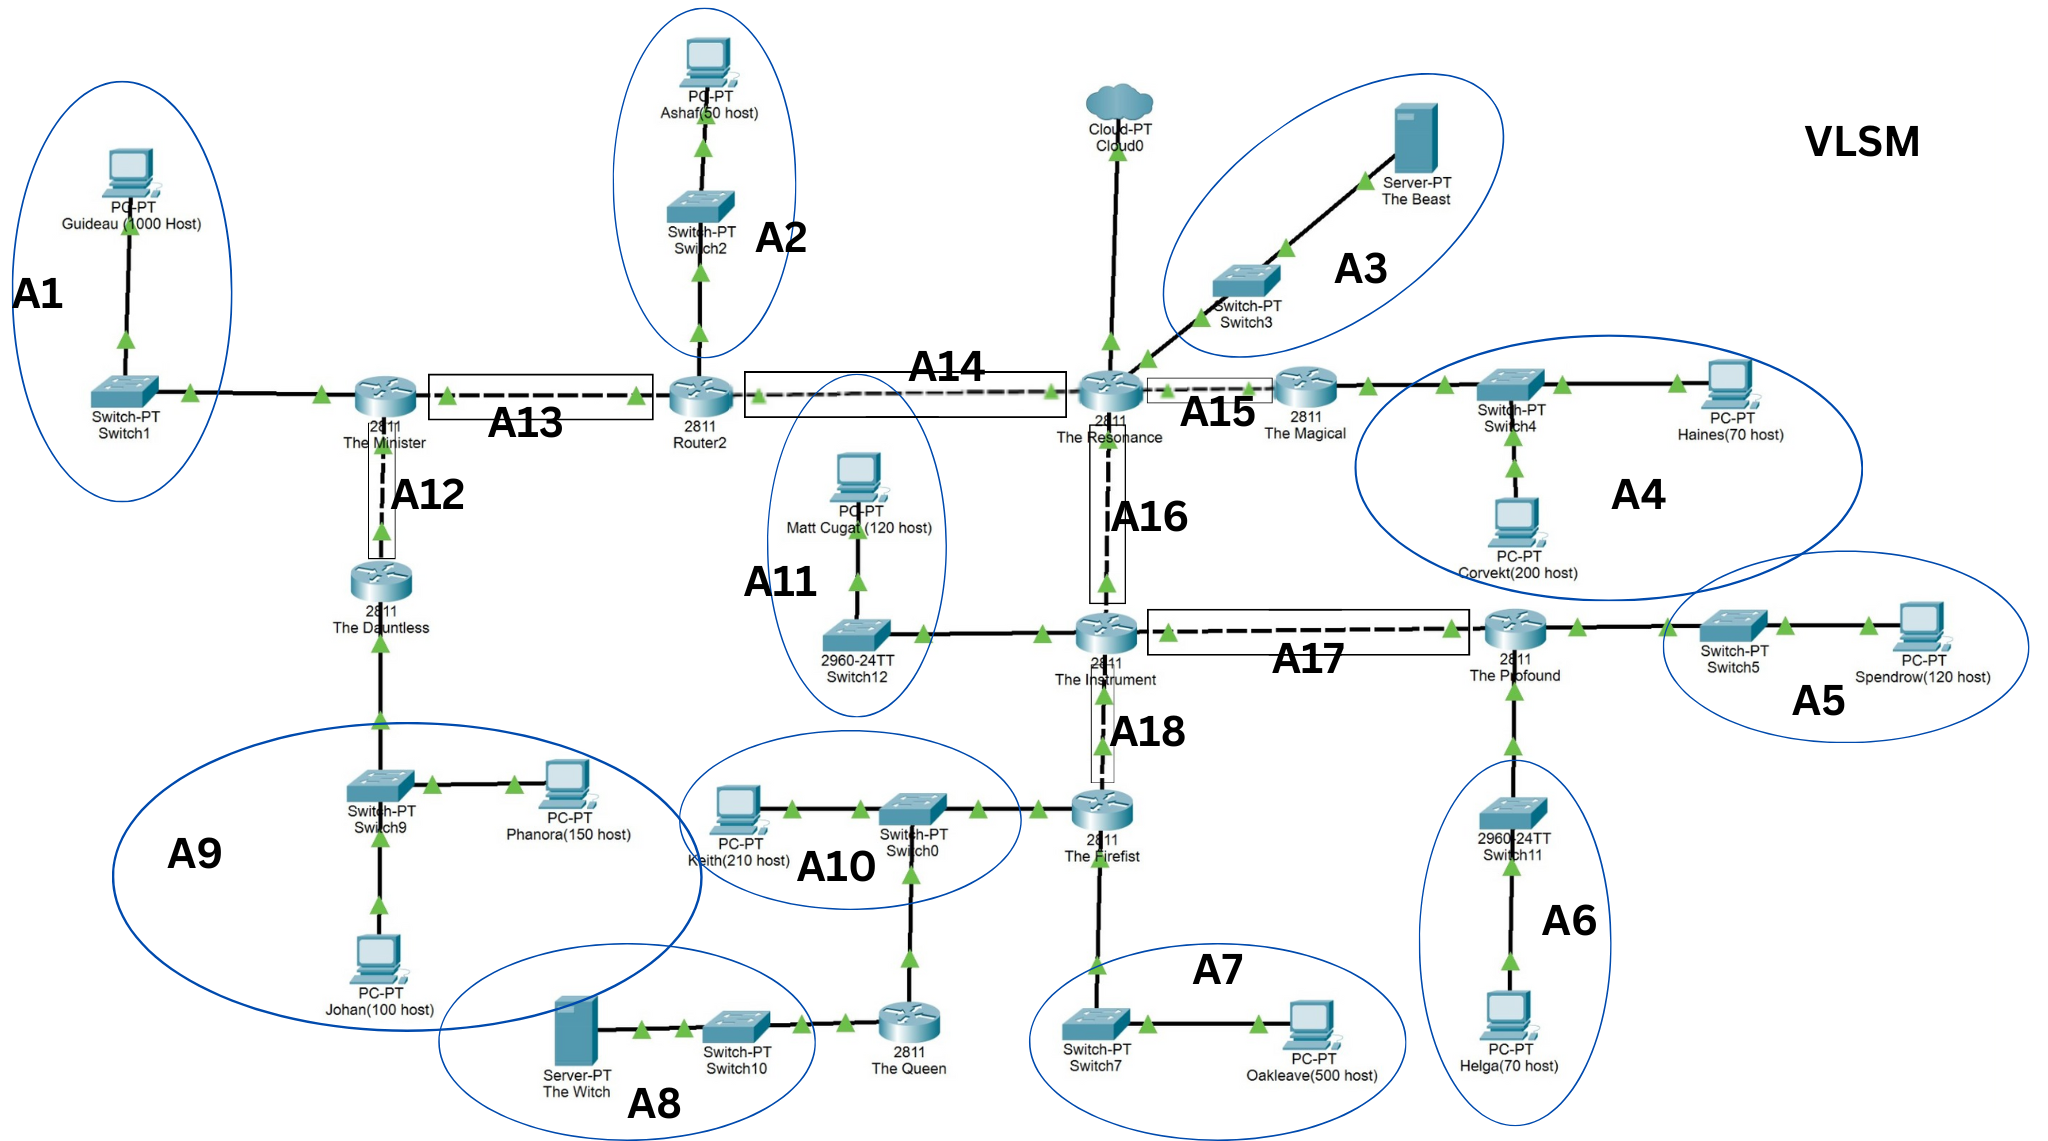 VLSM
PC-PT
Ashaf(50 host)
Switch-PT
Switch2
A2
Cloud-PT
Cloud0
Server-PT
The Beast
Switch-PT
Switch3
A3
PC-PT
Guideau (1000 Host)
A1
Switch-PT
Switch1
2811
The Minister
A13
2811
Router2
A14
2811
The Resonance
A15
2811
The Magical
Switch-PT
Switch4
PC-PT
Haines(70 host)
A4
PC-PT
Corvekt(200 host)
A12
2811
The Dauntless
PC-PT
Matt Cugat (120 host)
A11
2960-24TT
Switch12
A16
2811
The Instrument
A17
2811
The Profound
Switch-PT
Switch5
PC-PT
Spendrow(120 host)
A5
A18
Switch-PT
Switch9
PC-PT
Phanora(150 host)
A9
PC-PT
Johan(100 host)
PC-PT
Keith(210 host)
Switch-PT
Switch0
A10
2811
The Firefist
2960-24TT
Switch11
A6
PC-PT
Helga(70 host)
Server-PT
The Witch
Switch-PT
Switch10
A8
2811
The Queen
A7
Switch-PT
Switch7
PC-PT
Oakleave(500 host)